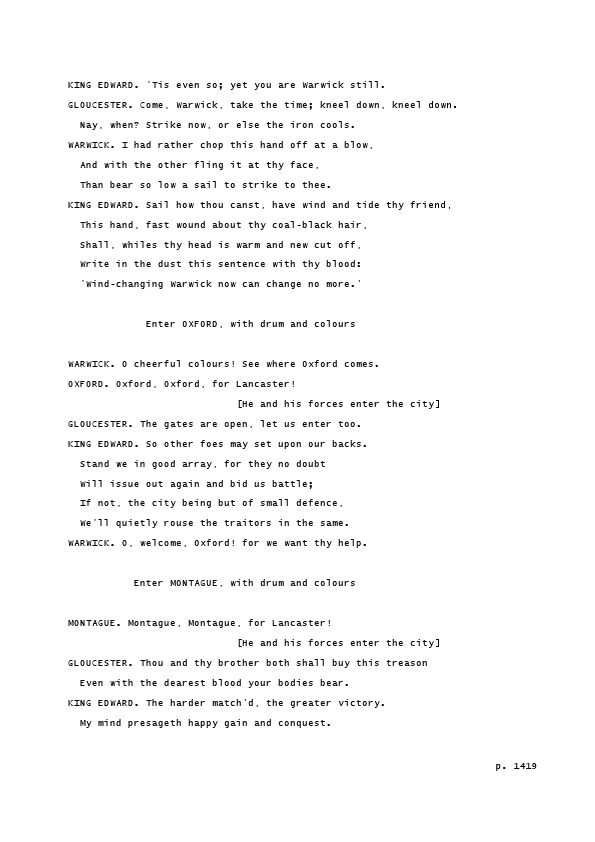 KING EDWARD. 'Tis even so; yet you are Warwick still.
GLOUCESTER. Come, Warwick, take the time; kneel down, kneel down.
Nay, when? Strike now, or else the iron cools.
WARWICK. I had rather chop this hand off at a blow,
And with the other fling it at thy face,
Than bear so low a sail to strike to thee.
KING EDWARD. Sail how thou canst, have wind and tide thy friend,
This hand, fast wound about thy coal-black hair,
Shall, whiles thy head is warm and new cut off,
Write in the dust this sentence with thy blood:
'Wind-changing Warwick now can change no more.'
Enter OXFORD, with drum and colours
WARWICK. O cheerful colours! See where Oxford comes.
OXFORD. Oxford, Oxford, for Lancaster!
[He and his forces enter the city]
GLOUCESTER. The gates are open, let us enter too.
KING EDWARD. So other foes may set upon our backs.
Stand we in good array, for they no doubt
Will issue out again and bid us battle;
If not, the city being but of small defence,
We'll quietly rouse the traitors in the same.
WARWICK. O, welcome, Oxford! for we want thy help.
Enter MONTAGUE, with drum and colours
MONTAGUE. Montague, Montague, for Lancaster!
[He and his forces enter the city]
GLOUCESTER. Thou and thy brother both shall buy this treason
Even with the dearest blood your bodies bear.
KING EDWARD. The harder match'd, the greater victory.
My mind presageth happy gain and conquest.
p. 1419